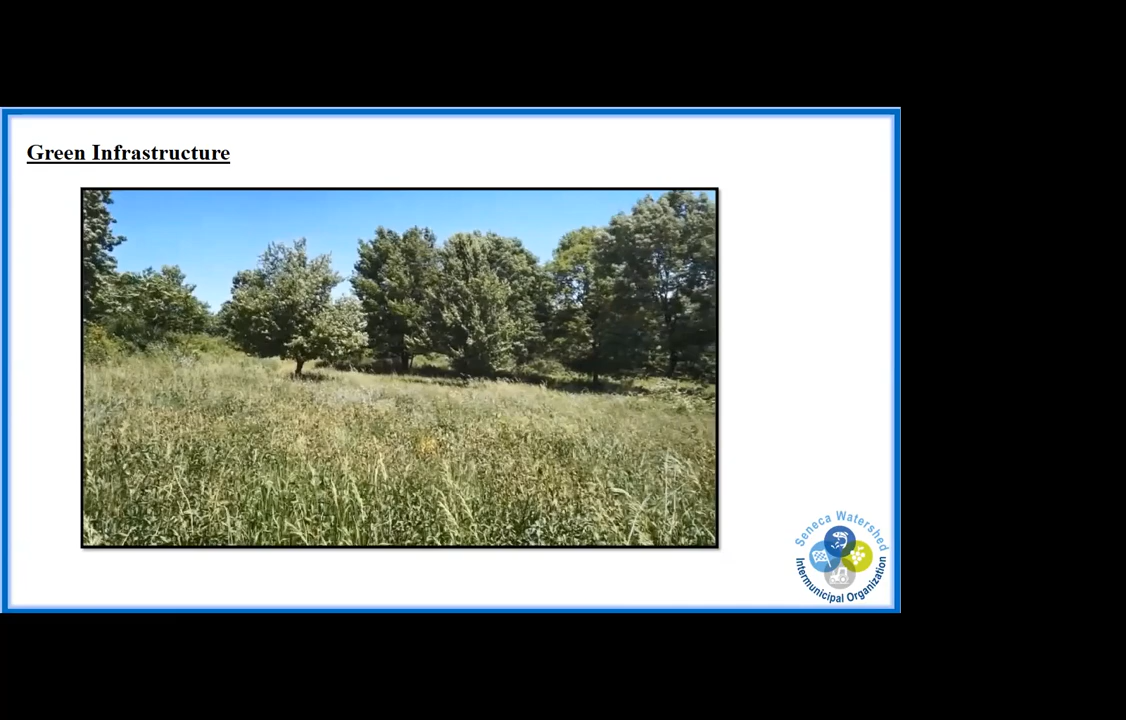 Green Infrastructure
Seneca Watershed
Intermunicipal Organization